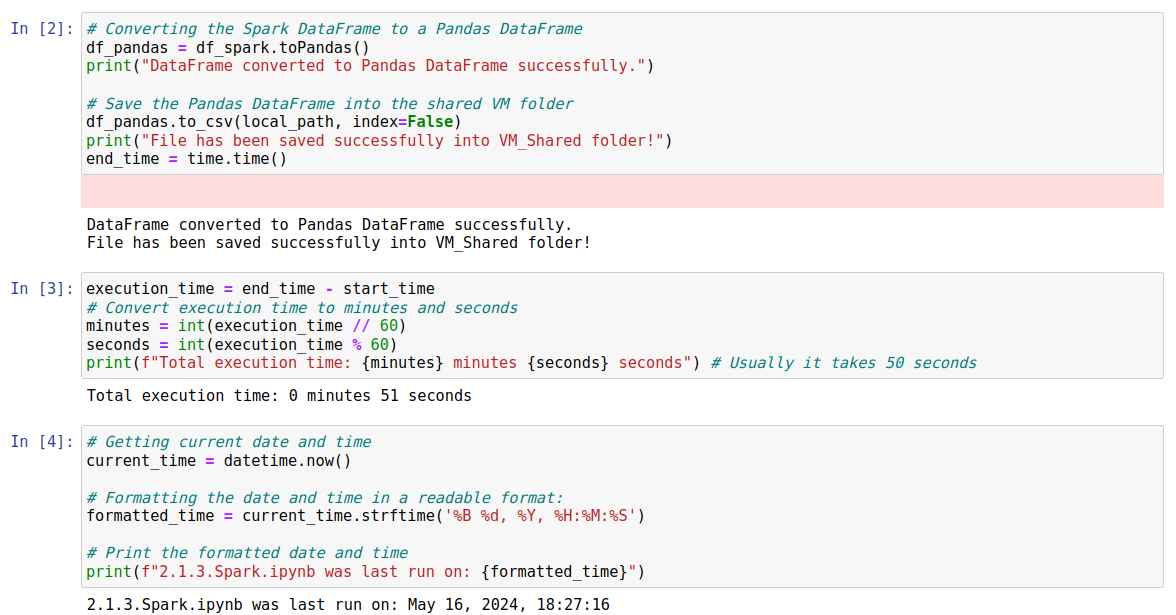 In [2]: # Converting the Spark DataFrame to a Pandas DataFrame
df_pandas = df_spark.toPandas()
print("DataFrame converted to Pandas DataFrame successfully.")
# Save the Pandas DataFrame into the shared VM folder
df_pandas.to_csv(local_path, index=False)
print("File has been saved successfully into VM_Shared folder!")
end_time = time.time()
DataFrame converted to Pandas DataFrame successfully.
File has been saved successfully into VM_Shared folder!
In [3]: execution_time = end_time - start_time
# Convert execution time to minutes and seconds
minutes = int(execution_time // 60)
seconds = int(execution_time % 60)
print(f"Total execution time: {minutes} minutes {seconds} seconds") # Usually it takes 50 seconds
Total execution time: 0 minutes 51 seconds
In [4]: # Getting current date and time
current_time = datetime.now()
# Formatting the date and time in a readable format:
formatted_time = current_time.strftime('%B %d, %Y, %H:%M:%S')
# Print the formatted date and time
print(f"2.1.3.Spark.ipynb was last run on: {formatted_time}")
2.1.3.Spark.ipynb was last run on: May 16, 2024, 18:27:16